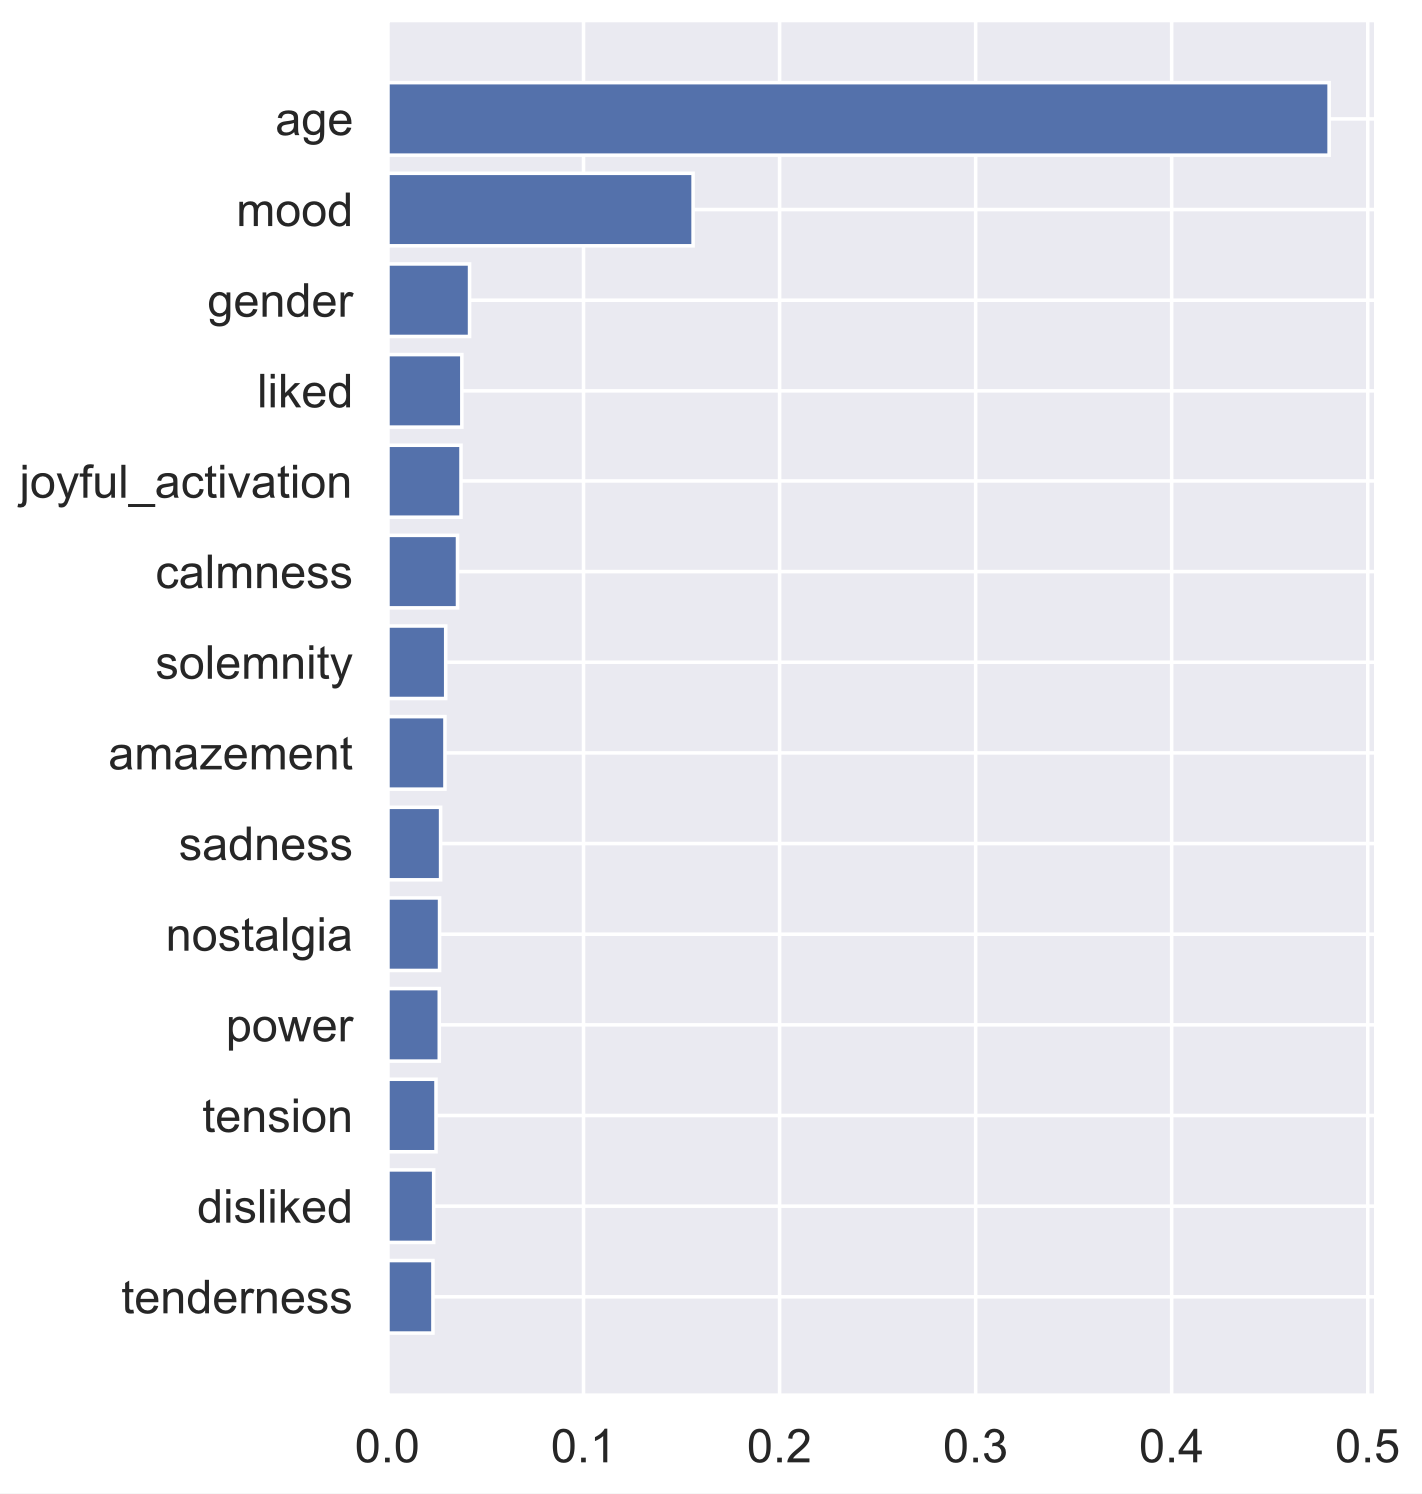 age
mood
gender
liked
joyful_activation
calmness
solemnity
amazement
sadness
nostalgia
power
tension
disliked
tenderness
0.0 0.1 0.2 0.3 0.4 0.5